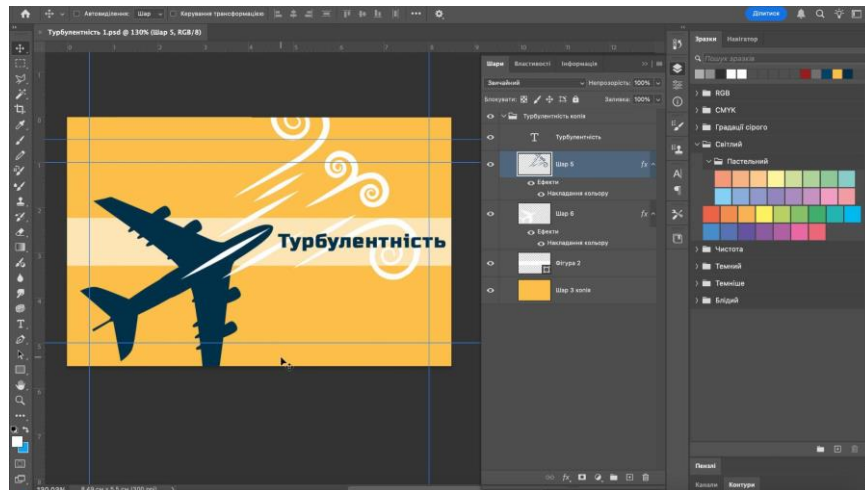 Автовиділення: Шар
Керування трансформацією
Ділитися
Турбулентність 1.psd @ 130% (Шар 5, RGB/8)
Шари Властивості Інформація
Звичайний Непрозорість: 100%
Блокувати: Заливка: 100%
Турбулентність копія
T Турбулентність
Шар 5 fx
Ефекти
Накладання кольору
Шар 6 fx
Ефекти
Накладання кольору
Фігура 2
Шар 3 копія
Турбулентність
Зразки Навігатор
Пошук зразків
RGB
CMYK
Градації сірого
Світлий
Пастельний
Чистота
Темний
Темніше
Блідий
Пензлі
Канали Контури